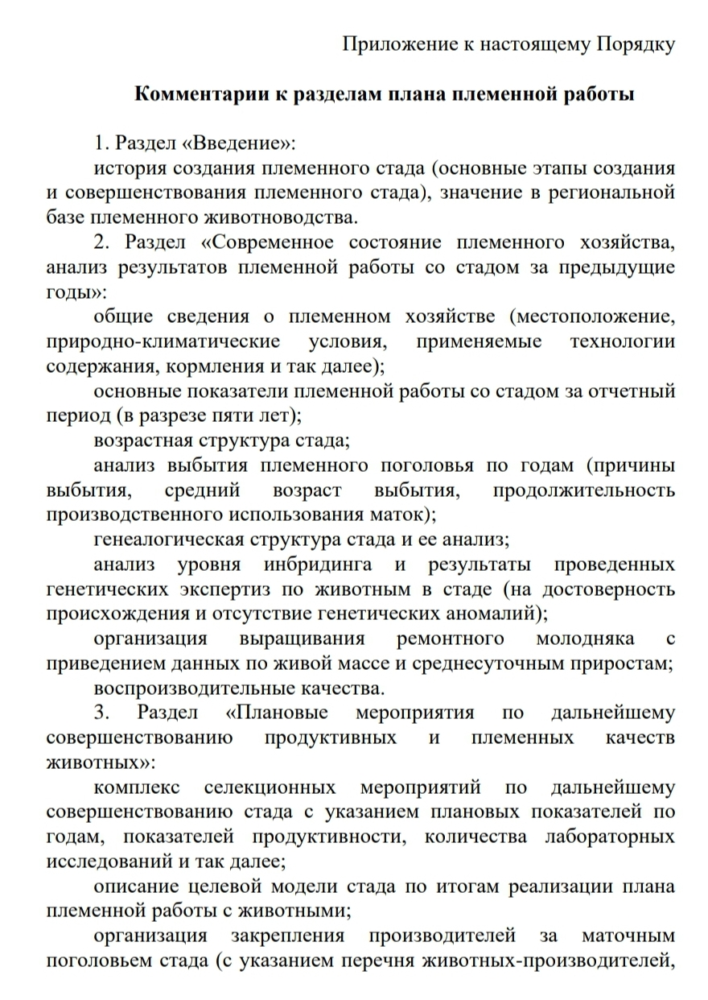 Приложение к настоящему Порядку
Комментарии к разделам плана племенной работы
1. Раздел «Введение»:
история создания племенного стада (основные этапы создания
и совершенствования племенного стада), значение в региональной
базе племенного животноводства.
2. Раздел «Современное состояние племенного хозяйства,
анализ результатов племенной работы со стадом за предыдущие
годы»:
общие сведения о племенном хозяйстве (местоположение,
природно-климатические условия, применяемые технологии
содержания, кормления и так далее);
основные показатели племенной работы со стадом за отчетный
период (в разрезе пяти лет);
возрастная структура стада;
анализ выбытия племенного поголовья по годам (причины
выбытия, средний возраст выбытия, продолжительность
производственного использования маток);
генеалогическая структура стада и ее анализ;
анализ уровня инбридинга и результаты проведенных
генетических экспертиз по животным в стаде (на достоверность
происхождения и отсутствие генетических аномалий);
организация выращивания ремонтного молодняка с
приведением данных по живой массе и среднесуточным приростам;
воспроизводительные качества.
3. Раздел «Плановые мероприятия по дальнейшему
совершенствованию продуктивных и племенных качеств
животных»:
комплекс селекционных мероприятий по дальнейшему
совершенствованию стада с указанием плановых показателей по
годам, показателей продуктивности, количества лабораторных
исследований и так далее;
описание целевой модели стада по итогам реализации плана
племенной работы с животными;
организация закрепления производителей за маточным
поголовьем стада (с указанием перечня животных-производителей,